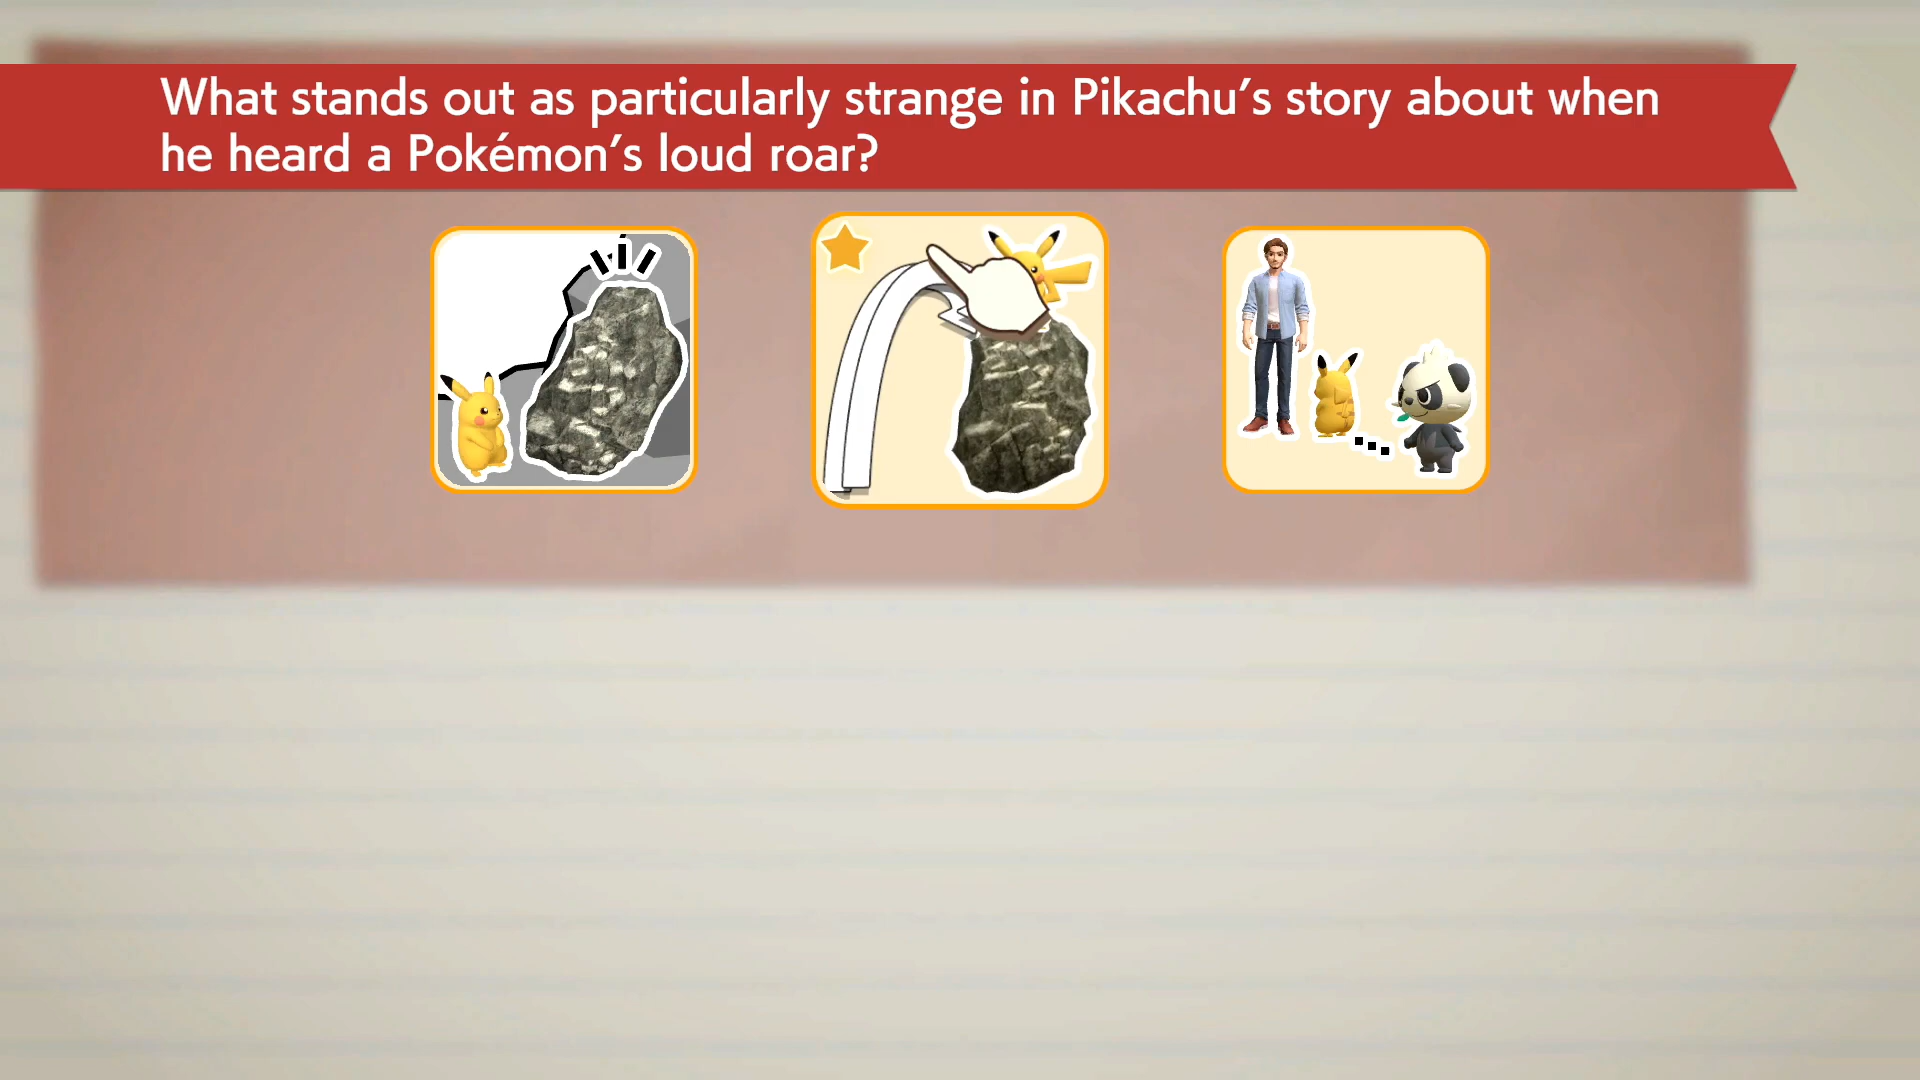 What stands out as particularly strange in Pikachu's story about when
he heard a Pokémon's loud roar?